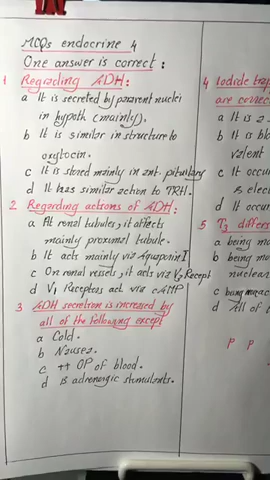 MCQs endocrine 4
One answer is correct:
1 Regarding ADH:
a It is secreted by paravent nuclei
in hypoth (mainly).
b It is similar in structure to
oxytocin.
c It is stored mainly in ant. pituitary
d It has similar action to TRH.
2 Regarding actions of ADH:
a At renal tubules, it affects
mainly proximal tubule.
b It acts mainly via Aquaporin I
c On renal vessels, it acts via V2 Recept
d V1 Receptors act via cAMP
3 ADH secretion is increased by
all of the following except
a Cold.
b Nausea.
c ++ OP of blood.
d B adrenergic stimulants.
4 Iodide trap
are correct
a It is 2
b It is blo
valent
c It occu
& elec
d It occur
5 T3 differs
a being mo
b being mo
nuclear
c being
d All of
P P